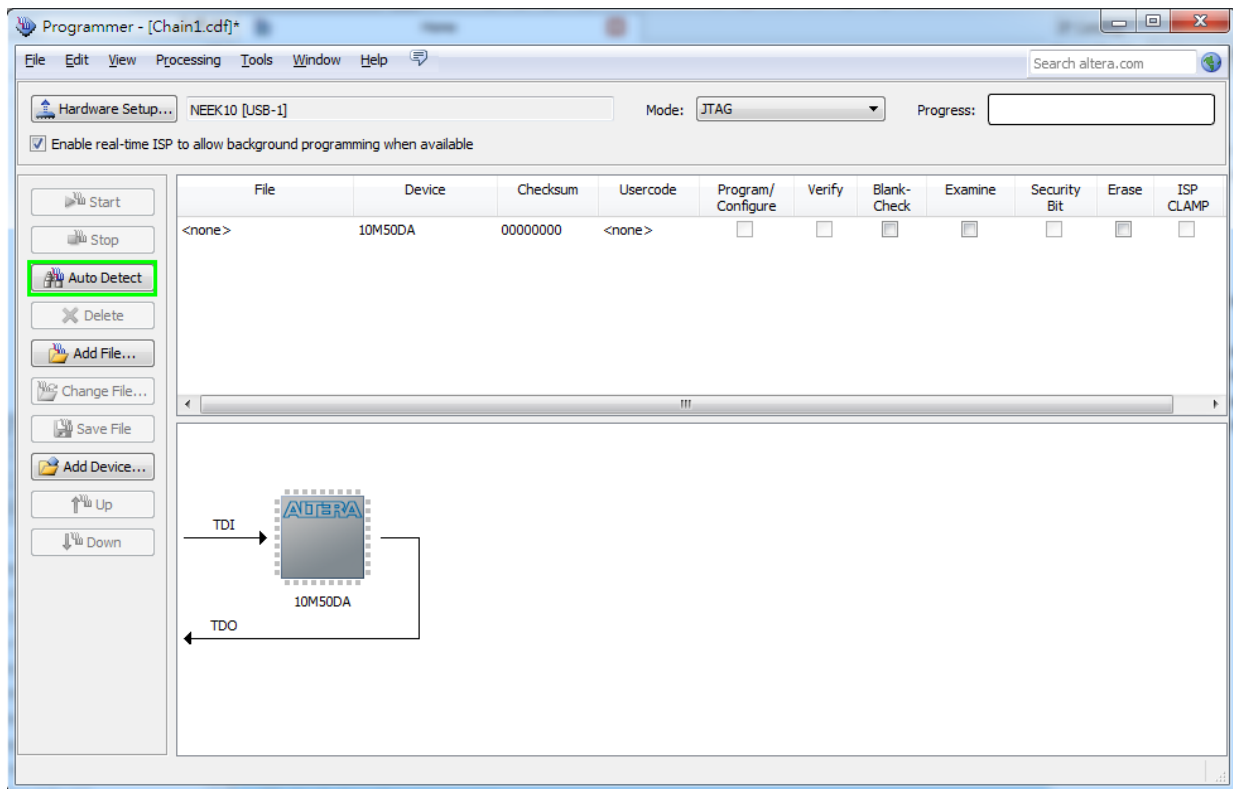 Programmer - [Chain1.cdf]*
File Edit View Processing Tools Window Help
Search altera.com
Hardware Setup... NEEK10 [USB-1] Mode: JTAG Progress:
Enable real-time ISP to allow background programming when available
Start
Stop
Auto Detect
Delete
Add File...
Change File...
Save File
Add Device...
Up
Down
File Device Checksum Usercode Program/ Verify Blank- Examine Security Erase ISP
Configure Check Bit CLAMP
<none> 10M50DA 00000000 <none>
TDI
ALTERA
10M50DA
TDO